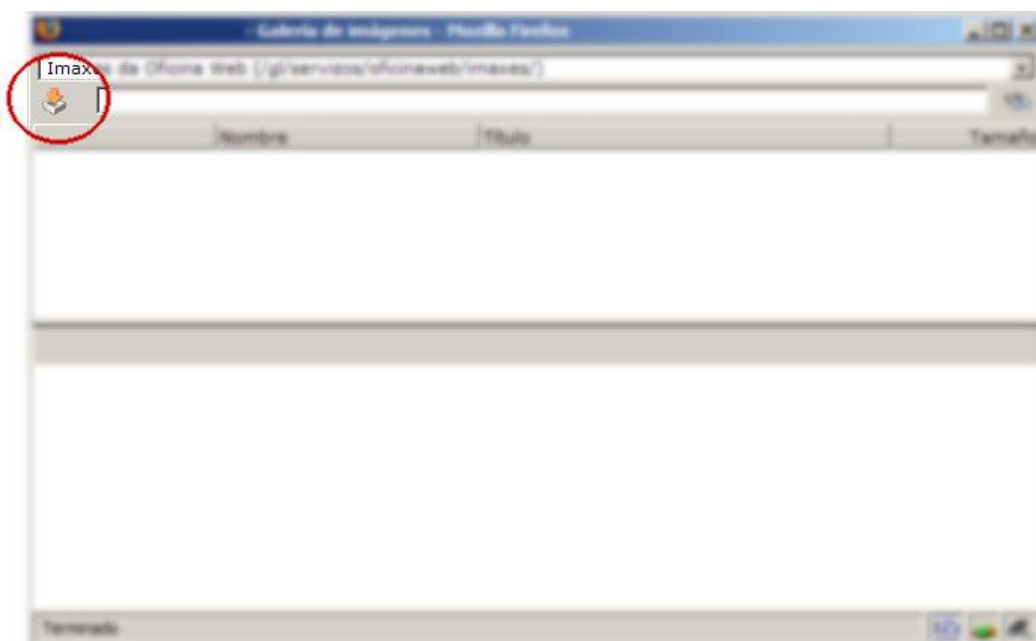 - Galería de imágenes - Mozilla Firefox
Imaxes da Oficina Web (/gl/servizos/oficinaweb/imaxes/)
Nombre Título Tamaño
Terminado